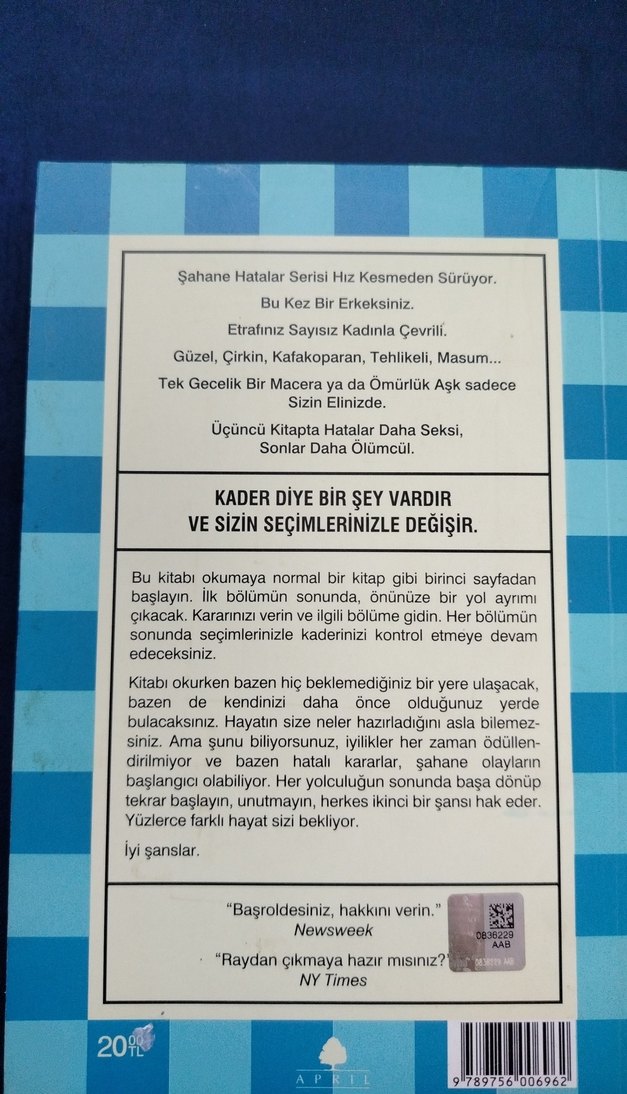 Şahane Hatalar Serisi Hız Kesmeden Sürüyor.
Bu Kez Bir Erkeksiniz.
Etrafınız Sayısız Kadınla Çevrili.
Güzel, Çirkin, Kafakoparan, Tehlikeli, Masum...
Tek Gecelik Bir Macera ya da Ömürlük Aşk sadece
Sizin Elinizde.
Üçüncü Kitapta Hatalar Daha Seksi,
Sonlar Daha Ölümcül.
KADER DİYE BİR ŞEY VARDIR
VE SİZİN SEÇİMLERİNİZLE DEĞİŞİR.
Bu kitabı okumaya normal bir kitap gibi birinci sayfadan
başlayın. İlk bölümün sonunda, önünüze bir yol ayrımı
çıkacak. Kararınızı verin ve ilgili bölüme gidin. Her bölümün
sonunda seçimlerinizle kaderinizi kontrol etmeye devam
edeceksiniz.
Kitabı okurken bazen hiç beklemediğiniz bir yere ulaşacak,
bazen de kendinizi daha önce olduğunuz yerde
bulacaksınız. Hayatın size neler hazırladığını asla bilemez-
siniz. Ama şunu biliyorsunuz, iyilikler her zaman ödüllen-
dirilmiyor ve bazen hatalı kararlar, şahane olayların
başlangıcı olabiliyor. Her yolculuğun sonunda başa dönüp
tekrar başlayın, unutmayın, herkes ikinci bir şansı hak eder.
Yüzlerce farklı hayat sizi bekliyor.
İyi şanslar.
"Başroldesiniz, hakkını verin."
Newsweek
0836229
AAB
"Raydan çıkmaya hazır mısınız?"
0836229 AAB
NY Times
20 00 TL
APRIL
9 789756 006962